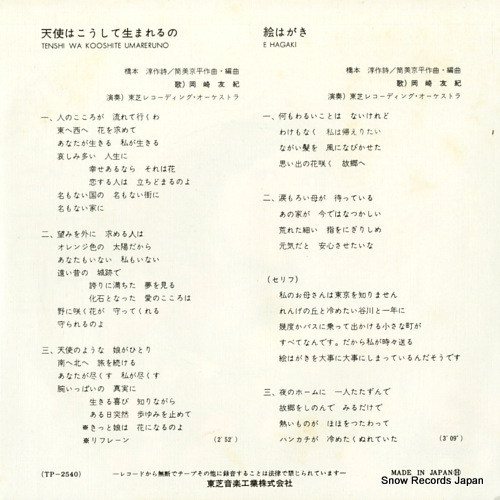 天使はこうして生まれるの
TENSHI WA KOOSHITE UMARERUNO
橋本 淳作詩／筒美京平作曲・編曲
歌) 岡崎友紀
演奏) 東芝レコーディング・オーケストラ
一、人のこころが 流れて行くわ
東へ西へ 花を求めて
あなたが生きる 私が生きる
哀しみ多い 人生に
幸せあるなら それは花
恋する人は 立ちどまるのよ
名もない国の 名もない街に
名もない家に
二、望みを外に 求める人は
オレンジ色の 太陽だから
あなたもいない 私もいない
遠い昔の 城跡で
誇りに満ちた 夢を見る
化石となった 愛のこころは
野に咲く花が 守ってくれる
守られるのよ
三、天使のような 娘がひとり
南へ北へ 旅を続ける
あなたが尽くす 私が尽くす
腕いっぱいの 真実に
生きる喜び 知りながら
ある日突然 歩ゆみを止めて
※きっと娘は 花になるのよ
※リフレーン
(2′52″)
絵はがき
E HAGAKI
橋本 淳作詩／筒美京平作曲・編曲
歌) 岡崎友紀
演奏) 東芝レコーディング・オーケストラ
一、何もわるいことは ないけれど
わけもなく 私は帰えりたい
ながい髪を 風になびかせた
思い出の花咲く 故郷へ
二、涙もろい母が 待っている
あの家が 今ではなつかしい
荒れた細い 指をにぎりしめ
元気だと 安心させたいな
(セリフ)
私のお母さんは東京を知りません
れんげの丘と冷めたい谷川と一年に
幾度かバスに乗って出かける小さな町が
すべてなんです。だから私が時々送る
絵はがきを大事に大事にしまっているんだそうです
三、夜のホームに 一人たたずんで
故郷をしのんで みるだけで
熱いものが ほほをつたわって
ハンカチが 冷めたくぬれていた
(3′09″)
(TP-2540)
―レコードから無断でテープその他に録音することは法律で禁じられています―
MADE IN JAPAN
東芝音楽工業株式会社
Snow Records Japan